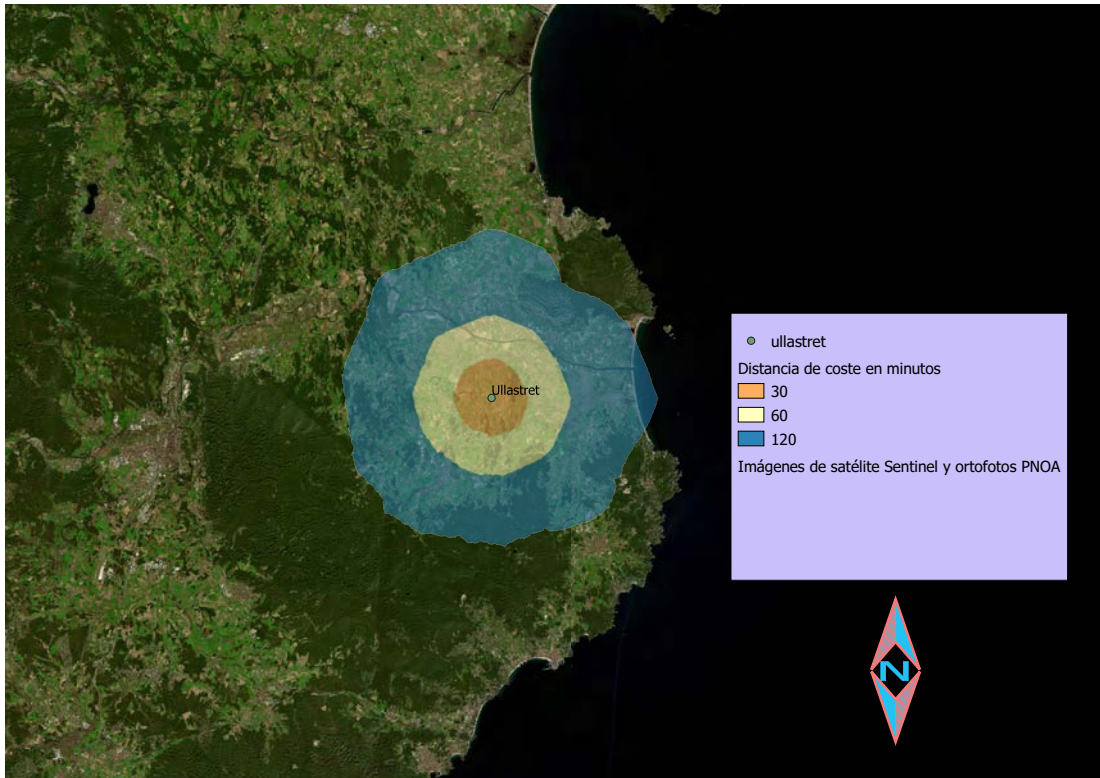 Ullastret
ullastret
Distancia de coste en minutos
30
60
120
Imágenes de satélite Sentinel y ortofotos PNOA
N